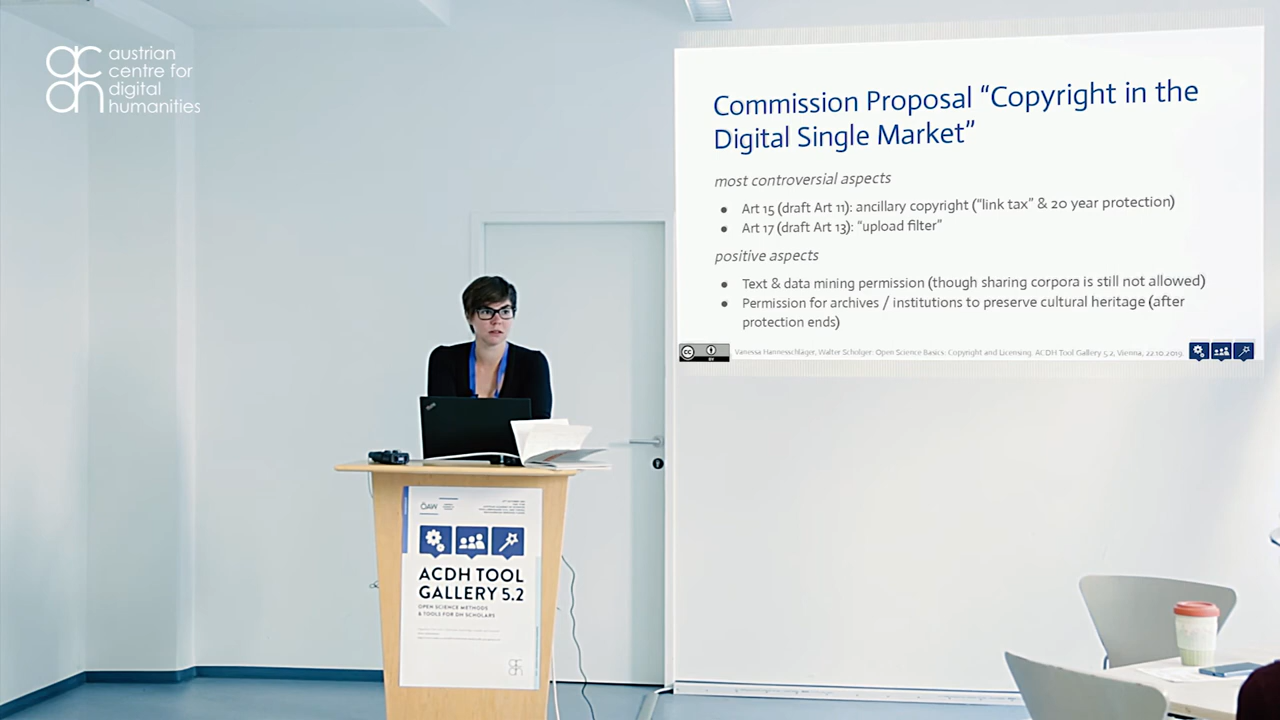 austrian
centre for
digital
humanities
Commission Proposal “Copyright in the
Digital Single Market”
most controversial aspects
● Art 15 (draft Art 11): ancillary copyright (“link tax” & 20 year protection)
● Art 17 (draft Art 13): “upload filter”
positive aspects
● Text & data mining permission (though sharing corpora is still not allowed)
● Permission for archives / institutions to preserve cultural heritage (after
protection ends)
Vanessa Hannesschläger, Walter Scholger: Open Science Basics: Copyright and Licensing. ACDH Tool Gallery 5.2, Vienna, 22.10.2019.
cc BY
ÖAW
ACDH TOOL
GALLERY 5.2
OPEN SCIENCE METHODS
& TOOLS FOR DH SCHOLARS